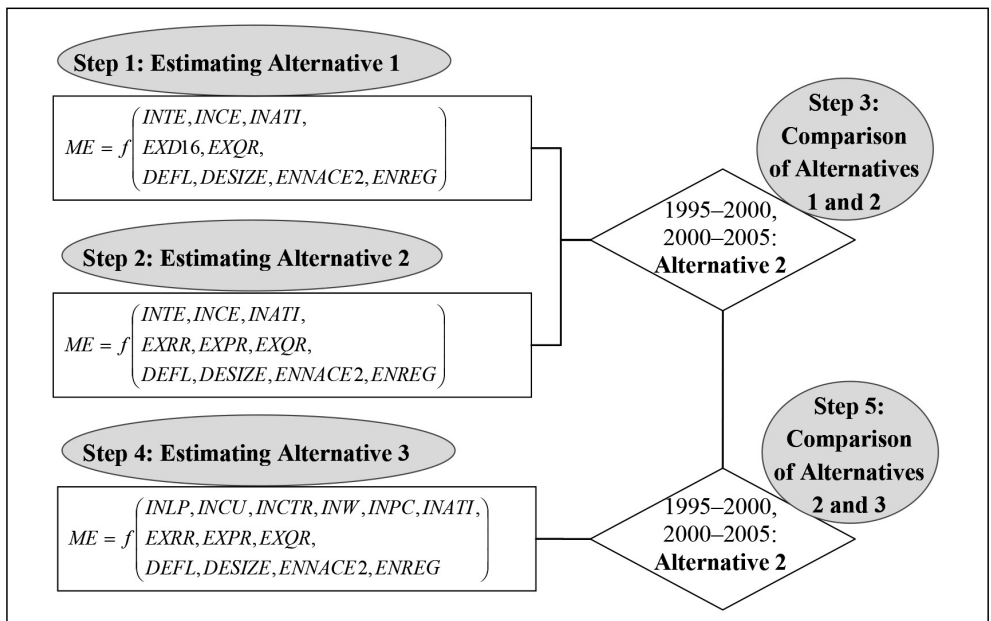 Step 1: Estimating Alternative 1
ME = f
INTE, INCE, INATI,
EXD16, EXQR,
DEFL, DESIZE, ENNACE2, ENREG
Step 2: Estimating Alternative 2
ME = f
INTE, INCE, INATI,
EXRR, EXPR, EXQR,
DEFL, DESIZE, ENNACE2, ENREG
Step 3:
Comparison
of Alternatives
1 and 2
1995–2000,
2000–2005:
Alternative 2
Step 4: Estimating Alternative 3
ME = f
INLP, INCU, INCTR, INW, INPC, INATI,
EXRR, EXPR, EXQR,
DEFL, DESIZE, ENNACE2, ENREG
Step 5:
Comparison
of Alternatives
2 and 3
1995–2000,
2000–2005:
Alternative 2